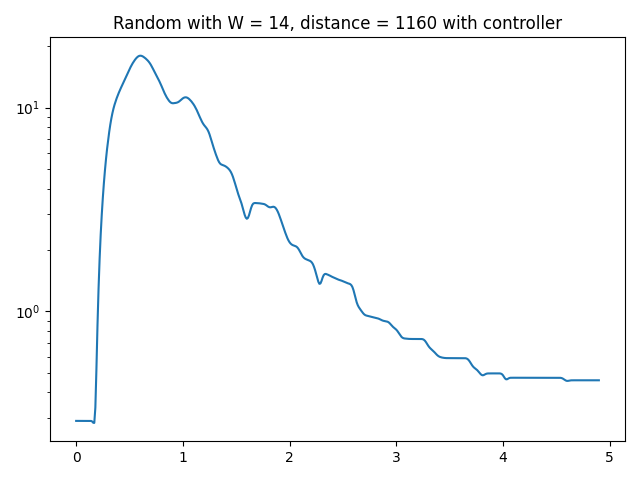 Random with W = 14, distance = 1160 with controller
10¹
10⁰
0 1 2 3 4 5